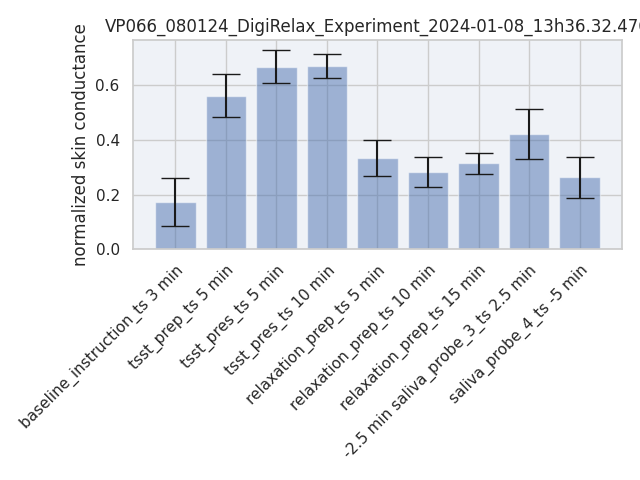 VP066_080124_DigiRelax_Experiment_2024-01-08_13h36.32.47
normalized skin conductance
0.6
0.4
0.2
0.0
baseline_instruction_ts 3 min
tsst_prep_ts 5 min
tsst_pres_ts 5 min
tsst_pres_ts 10 min
relaxation_prep_ts 5 min
relaxation_prep_ts 10 min
relaxation_prep_ts 15 min
-2.5 min saliva_probe_3_ts 2.5 min
saliva_probe_4_ts -5 min